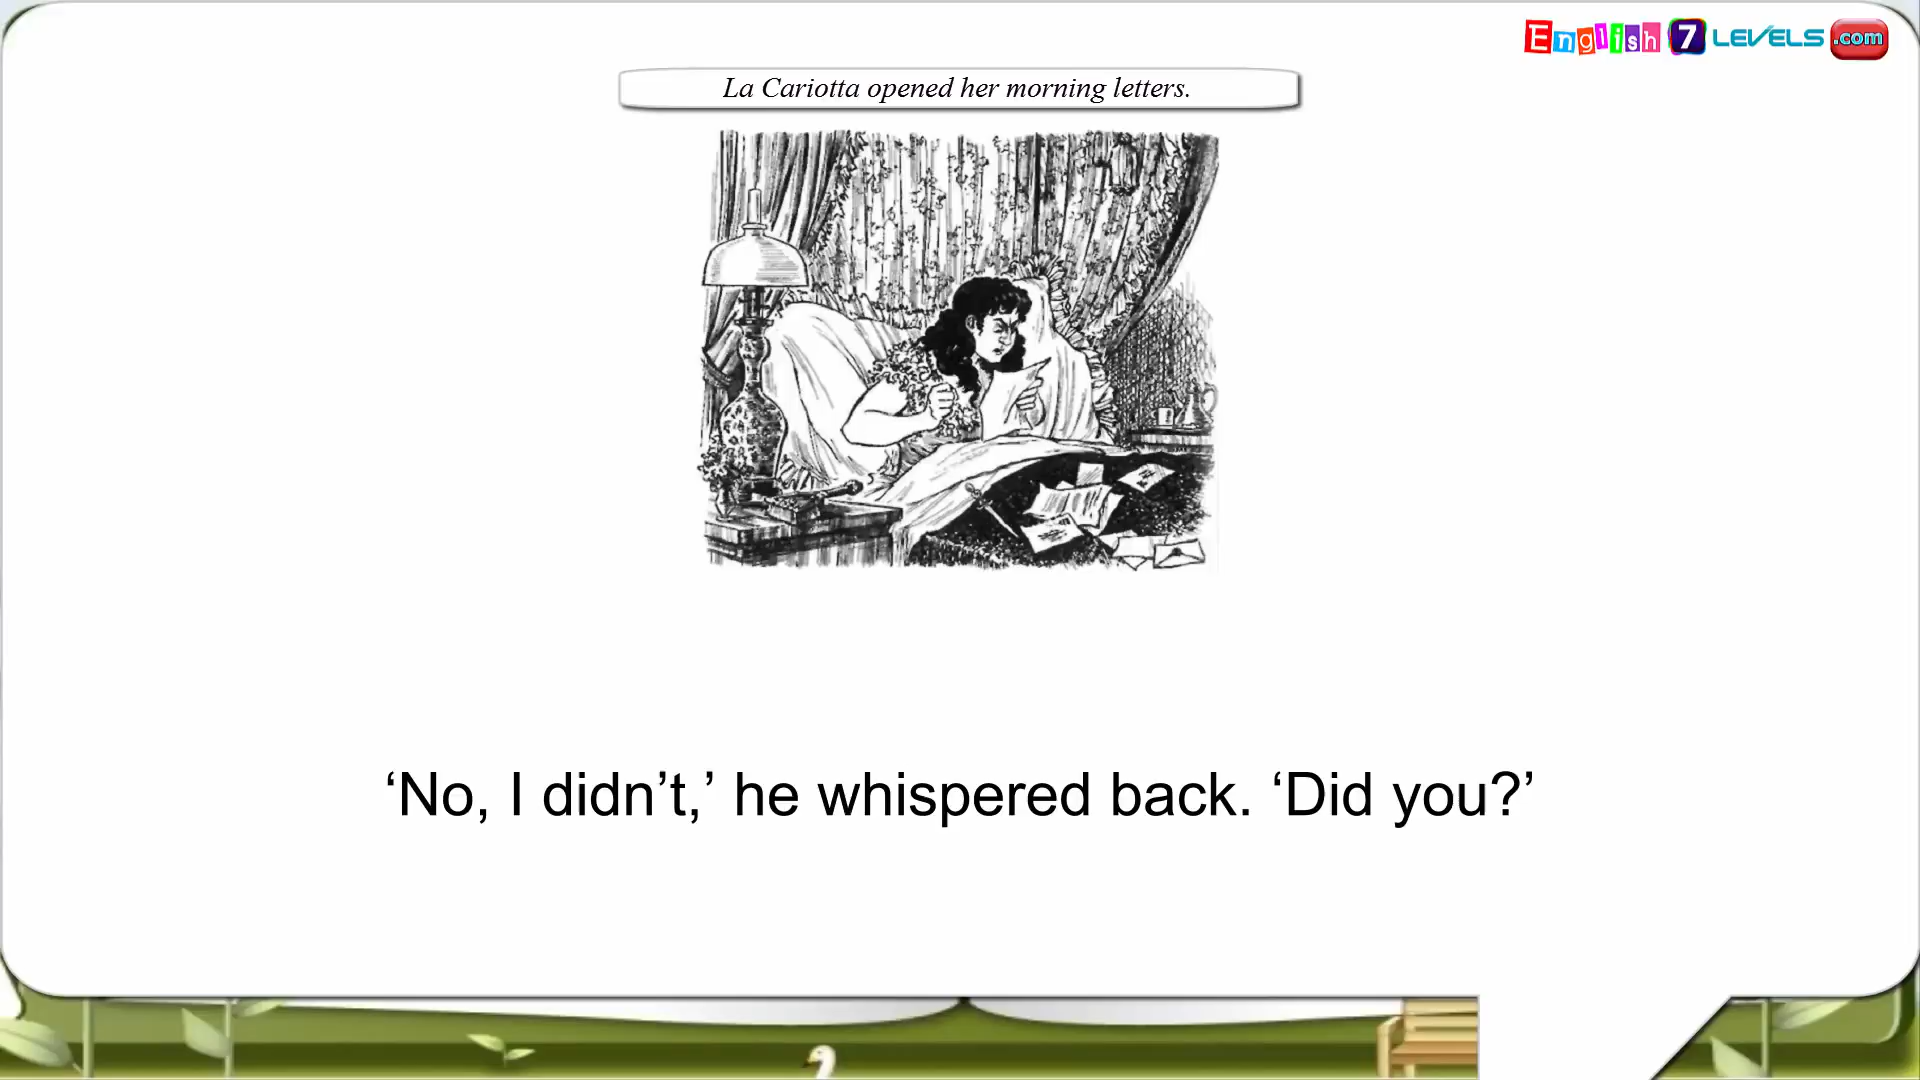 English 7 LEVELS .com
La Cariotta opened her morning letters.
‘No, I didn’t,’ he whispered back. ‘Did you?’